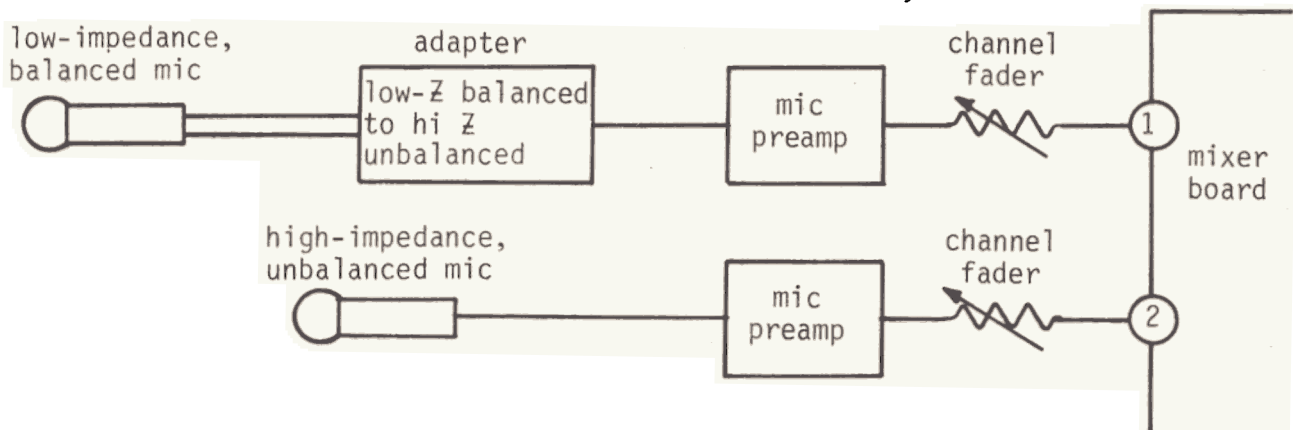 low-impedance,
balanced mic
adapter
low-Z balanced
to hi Z
unbalanced
mic
preamp
channel
fader
1
mixer
board
high-impedance,
unbalanced mic
mic
preamp
channel
fader
2